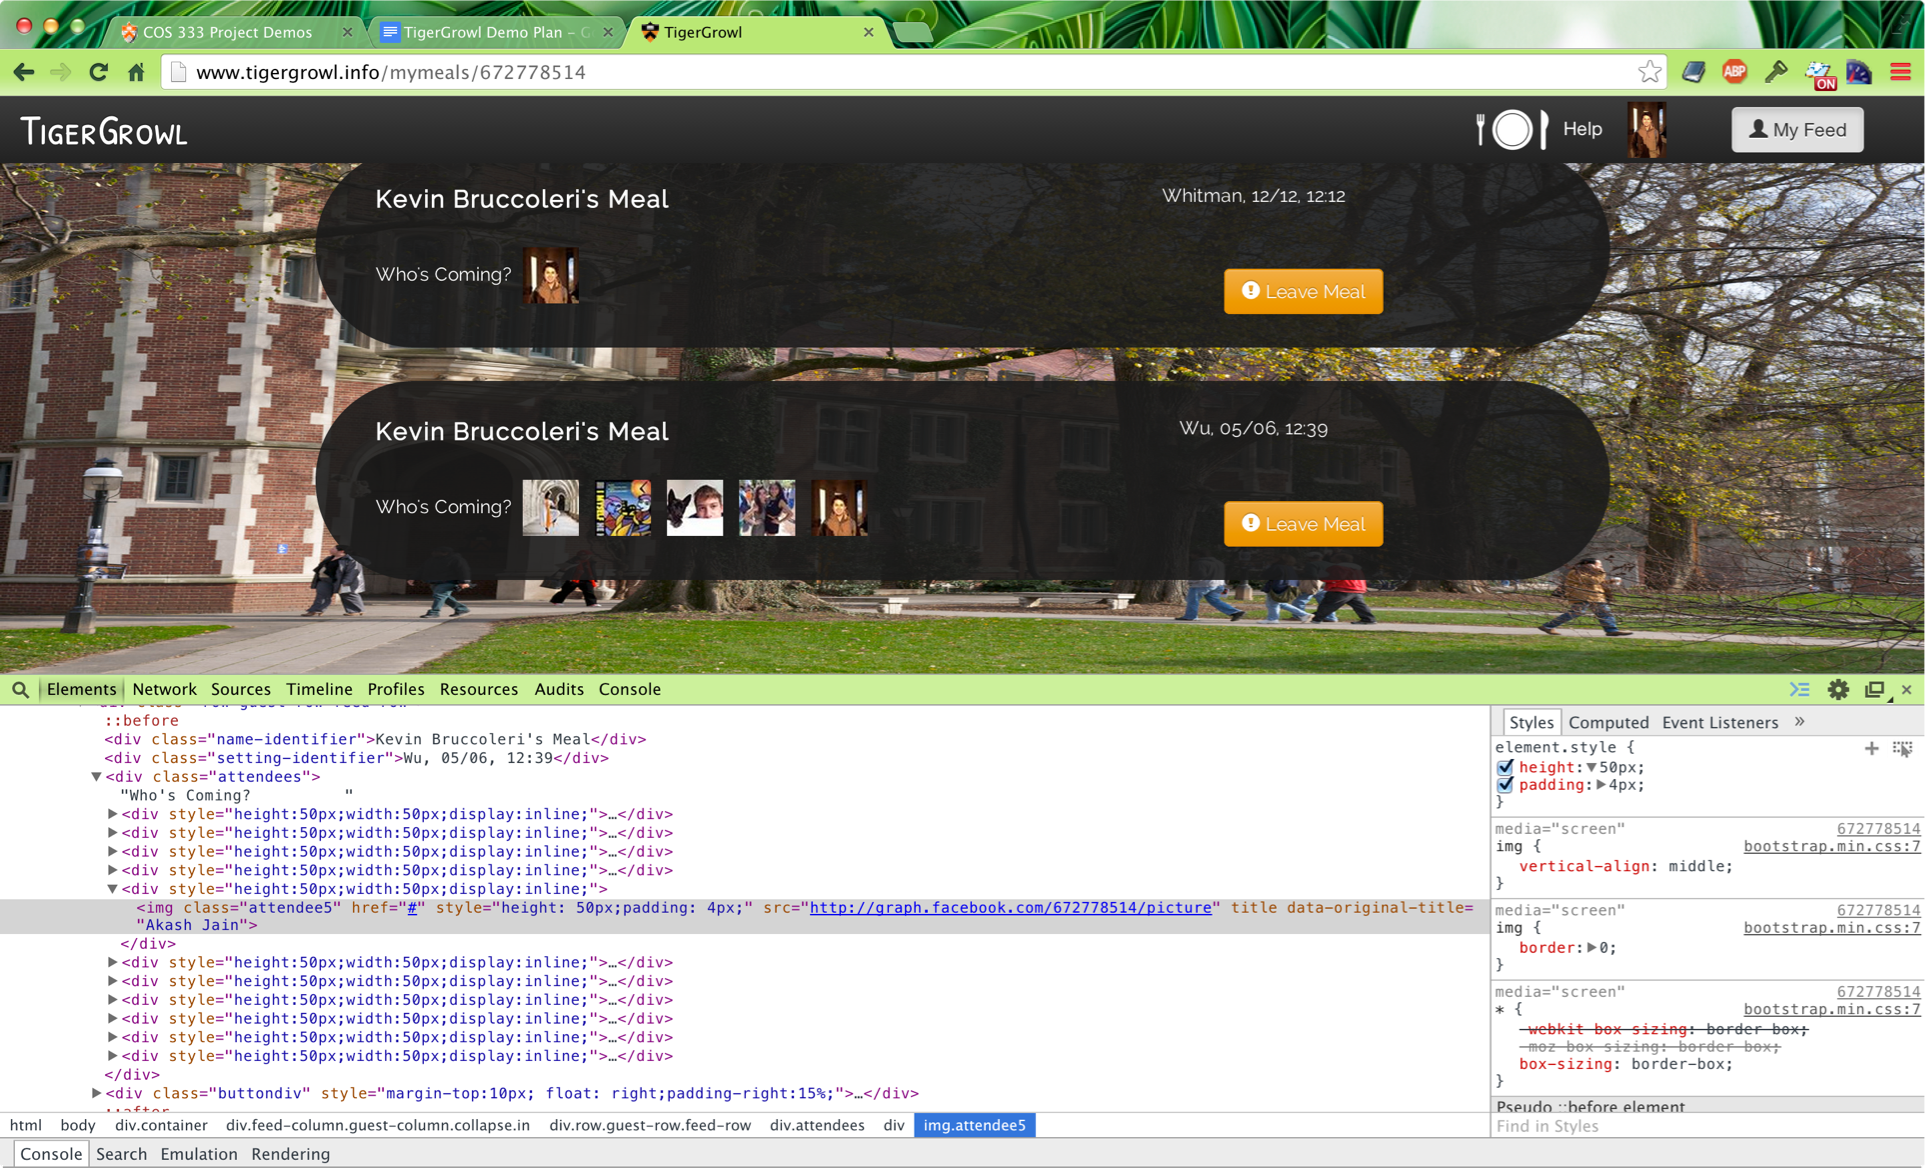 COS 333 Project Demos
TigerGrowl Demo Plan – G
TigerGrowl
www.tigergrowl.info/mymeals/672778514
ABP
ON
TigerGrowl
Help
My Feed
Kevin Bruccoleri's Meal
Whitman, 12/12, 12:12
Who's Coming?
Leave Meal
Kevin Bruccoleri's Meal
Wu, 05/06, 12:39
Who's Coming?
Leave Meal
Elements Network Sources Timeline Profiles Resources Audits Console
::before
<div class="name-identifier">Kevin Bruccoleri's Meal</div>
<div class="setting-identifier">Wu, 05/06, 12:39</div>
▼<div class="attendees">
"Who's Coming? "
▶<div style="height:50px;width:50px;display:inline;">…</div>
▶<div style="height:50px;width:50px;display:inline;">…</div>
▶<div style="height:50px;width:50px;display:inline;">…</div>
▶<div style="height:50px;width:50px;display:inline;">…</div>
▼<div style="height:50px;width:50px;display:inline;">
<img class="attendee5" href="#" style="height: 50px;padding: 4px;" src="http://graph.facebook.com/672778514/picture" title data-original-title=
"Akash Jain">
</div>
▶<div style="height:50px;width:50px;display:inline;">…</div>
▶<div style="height:50px;width:50px;display:inline;">…</div>
▶<div style="height:50px;width:50px;display:inline;">…</div>
▶<div style="height:50px;width:50px;display:inline;">…</div>
▶<div style="height:50px;width:50px;display:inline;">…</div>
▶<div style="height:50px;width:50px;display:inline;">…</div>
</div>
▶<div class="buttondiv" style="margin-top:10px; float: right;padding-right:15%;">…</div>
::after
html body div.container div.feed-column.guest-column.collapse.in div.row.guest-row.feed-row div.attendees div img.attendee5
Styles Computed Event Listeners »
element.style {
height:▼50px;
padding:▶4px;
}
media="screen" 672778514
img { bootstrap.min.css:7
vertical-align: middle;
}
media="screen" 672778514
img { bootstrap.min.css:7
border:▶0;
}
media="screen" 672778514
* { bootstrap.min.css:7
-webkit-box-sizing: border-box;
-moz-box-sizing: border-box;
box-sizing: border-box;
}
Pseudo ::before element
Find in Styles
Console Search Emulation Rendering